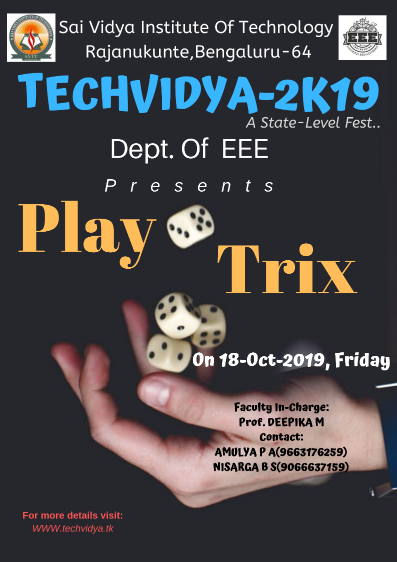 Sai Vidya Institute Of Technology
Rajanukunte,Bengaluru-64
EEE
TECHVIDYA-2K19
A State-Level Fest..
Dept. Of EEE
Presents
Play
Trix
On 18-Oct-2019, Friday
Faculty In-Charge:
Prof. DEEPIKA M
Contact:
AMULYA P A(9663176259)
NISARGA B S(9066637159)
For more details visit:
WWW.techvidya.tk